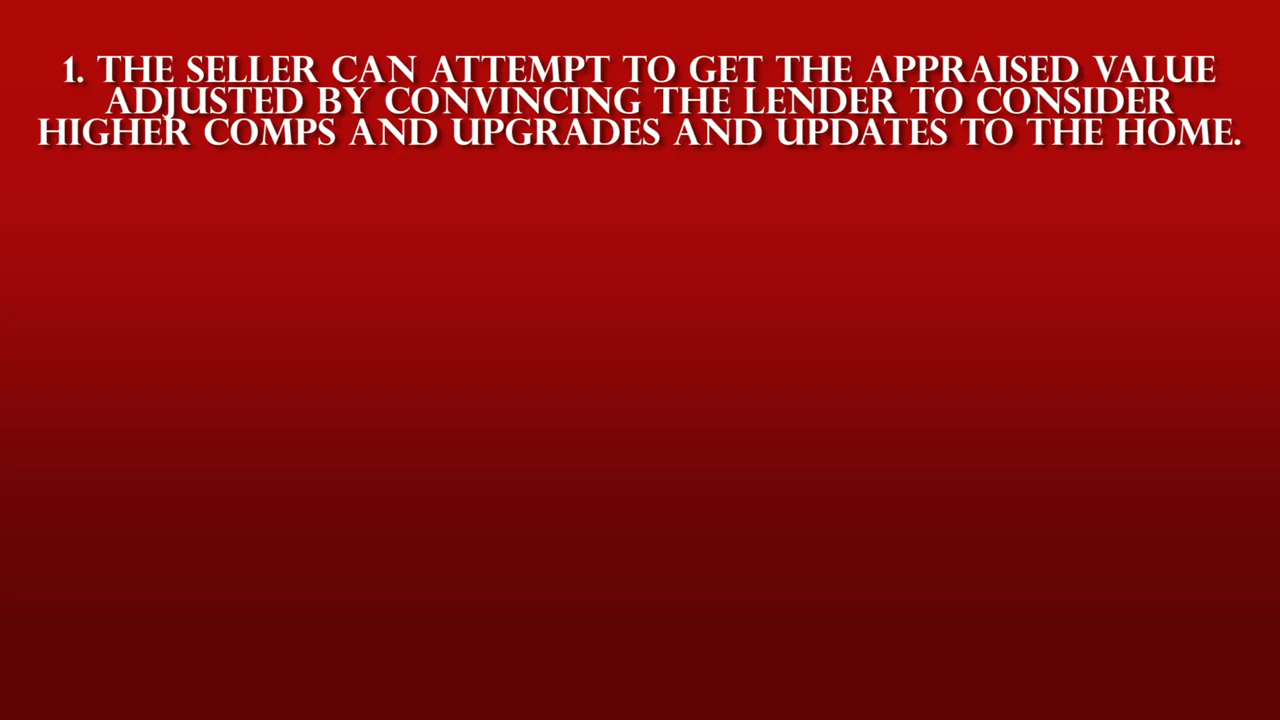 1. THE SELLER CAN ATTEMPT TO GET THE APPRAISED VALUE
ADJUSTED BY CONVINCING THE LENDER TO CONSIDER
HIGHER COMPS AND UPGRADES AND UPDATES TO THE HOME.